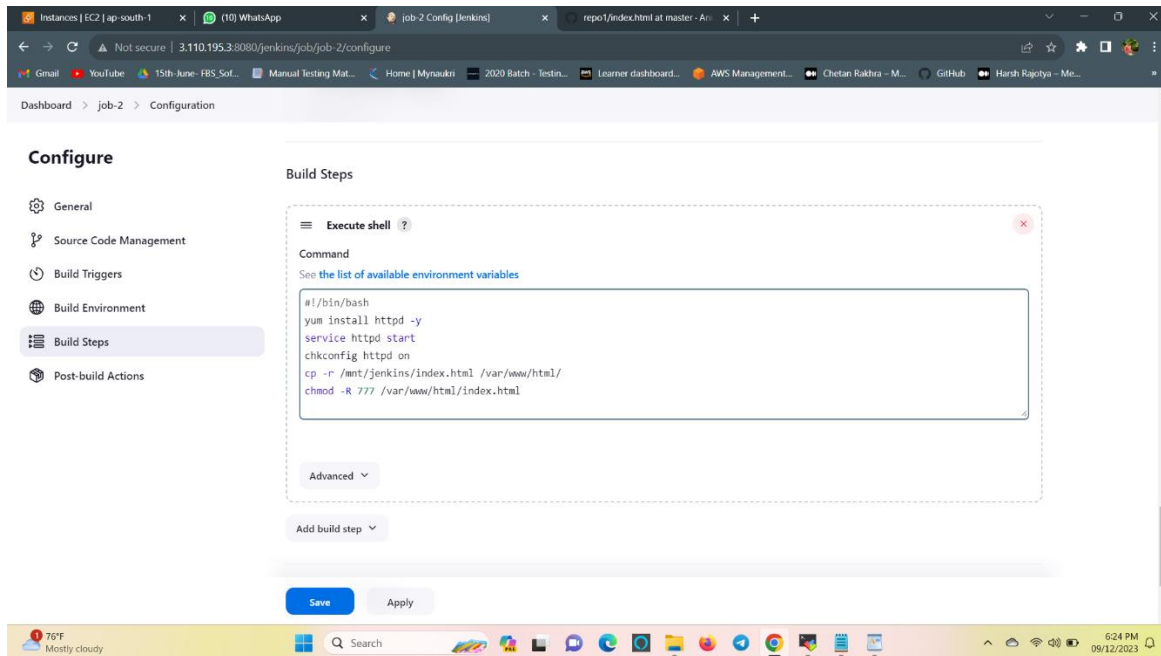 Instances | EC2 | ap-south-1
(10) WhatsApp
job-2 Config [Jenkins]
repo1/index.html at master
Not secure | 3.110.195.3:8080/jenkins/job/job-2/configure
Gmail
YouTube
15th-June- FBS_Sof...
Manual Testing Mat...
Home | Mynaukri
2020 Batch - Testin...
Learner dashboard...
AWS Management...
Chetan Rakhra – M...
GitHub
Harsh Rajotya – Me...
Dashboard > job-2 > Configuration
Configure
General
Source Code Management
Build Triggers
Build Environment
Build Steps
Post-build Actions
Build Steps
Execute shell ?
Command
See the list of available environment variables
#!/bin/bash
yum install httpd -y
service httpd start
chkconfig httpd on
cp -r /mnt/jenkins/index.html /var/www/html/
chmod -R 777 /var/www/html/index.html
Advanced
Add build step
Save
Apply
1
76°F
Mostly cloudy
Search
6:24 PM
09/12/2023